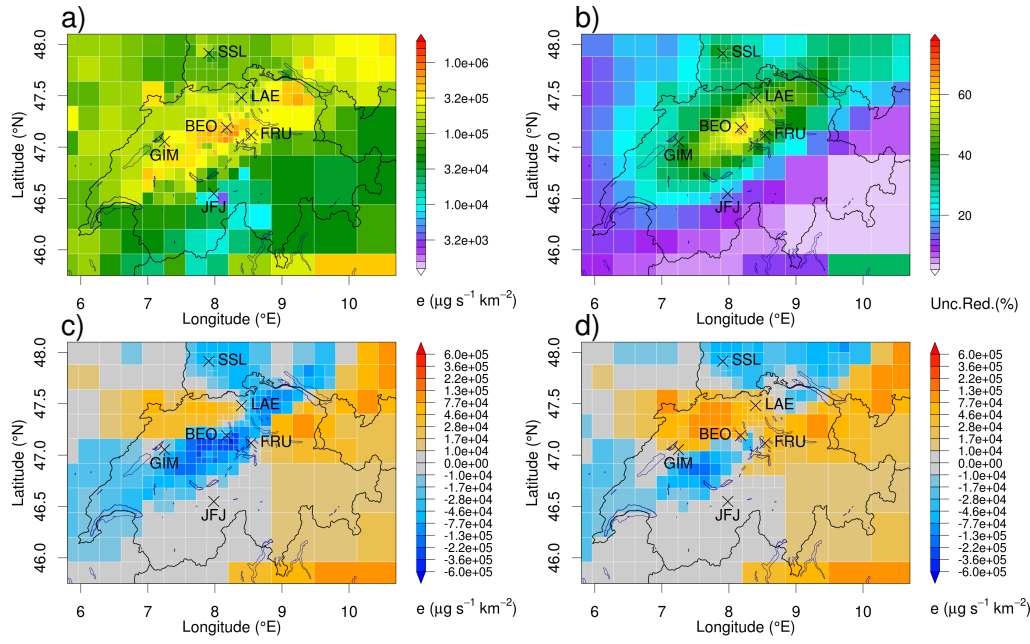 a)
48.0
47.5
47.0
46.5
46.0
Latitude (°N)
SSL
LAE
BEO
FRU
GIM
JFJ
6
7
8
9
10
Longitude (°E)
1.0e+06
3.2e+05
1.0e+05
3.2e+04
1.0e+04
3.2e+03
e (μg s⁻¹ km⁻²)
b)
48.0
47.5
47.0
46.5
46.0
Latitude (°N)
SSL
LAE
BEO
FRU
GIM
JFJ
6
7
8
9
10
Longitude (°E)
60
40
20
Unc.Red.(%)
c)
48.0
47.5
47.0
46.5
46.0
Latitude (°N)
SSL
LAE
BEO
FRU
GIM
JFJ
6
7
8
9
10
Longitude (°E)
6.0e+05
3.6e+05
2.2e+05
1.3e+05
7.7e+04
4.6e+04
2.8e+04
1.7e+04
1.0e+04
0.0e+00
-1.0e+04
-1.7e+04
-2.8e+04
-4.6e+04
-7.7e+04
-1.3e+05
-2.2e+05
-3.6e+05
-6.0e+05
e (μg s⁻¹ km⁻²)
d)
48.0
47.5
47.0
46.5
46.0
Latitude (°N)
SSL
LAE
BEO
FRU
GIM
JFJ
6
7
8
9
10
Longitude (°E)
6.0e+05
3.6e+05
2.2e+05
1.3e+05
7.7e+04
4.6e+04
2.8e+04
1.7e+04
1.0e+04
0.0e+00
-1.0e+04
-1.7e+04
-2.8e+04
-4.6e+04
-7.7e+04
-1.3e+05
-2.2e+05
-3.6e+05
-6.0e+05
e (μg s⁻¹ km⁻²)